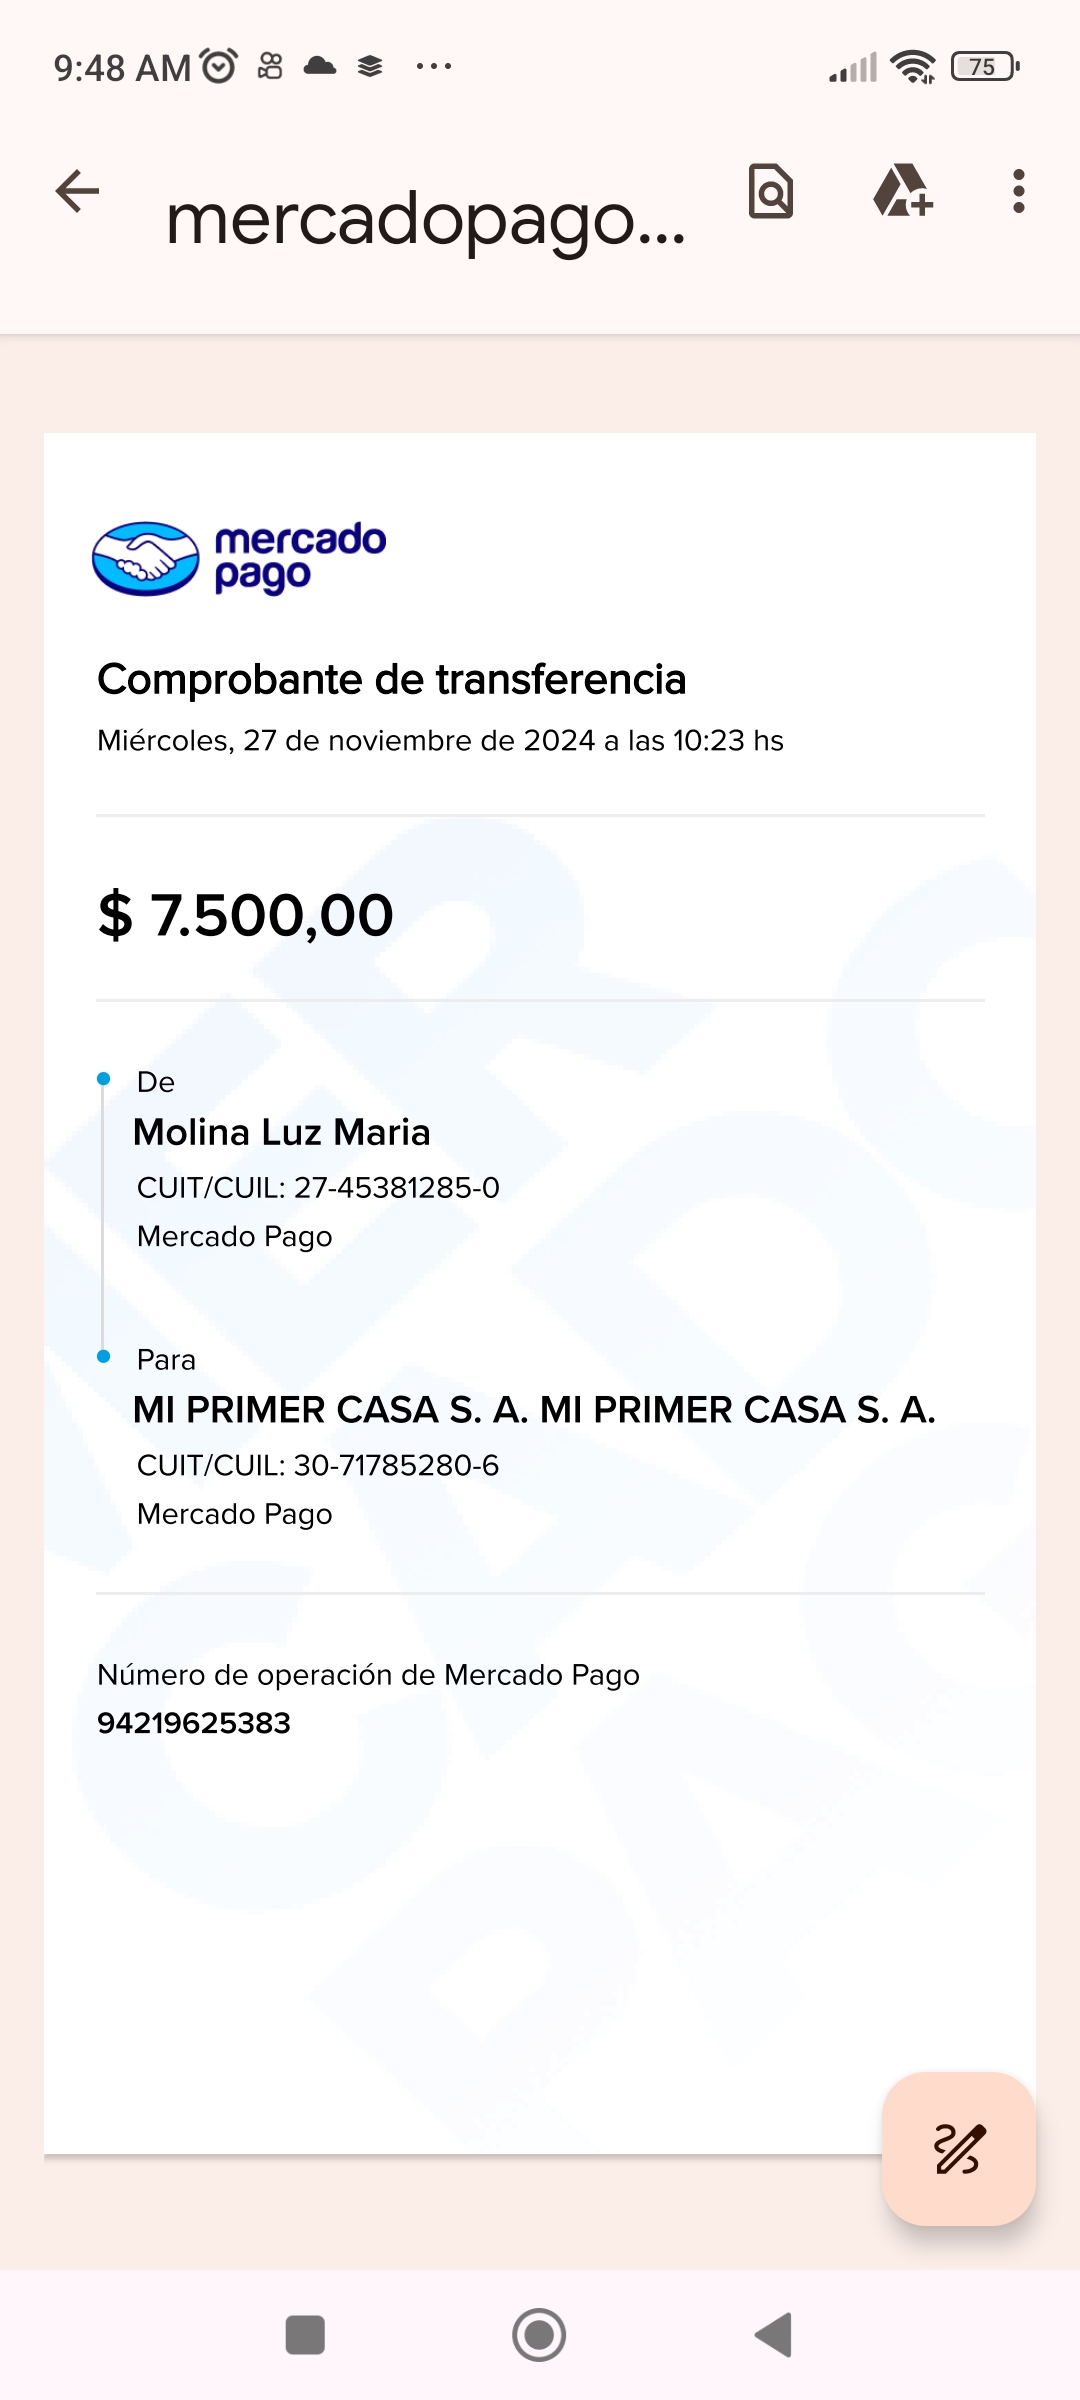 9:48 AM
75
mercadopago...
mercado
pago
Comprobante de transferencia
Miércoles, 27 de noviembre de 2024 a las 10:23 hs
$ 7.500,00
De
Molina Luz Maria
CUIT/CUIL: 27-45381285-0
Mercado Pago
Para
MI PRIMER CASA S. A. MI PRIMER CASA S. A.
CUIT/CUIL: 30-71785280-6
Mercado Pago
Número de operación de Mercado Pago
94219625383